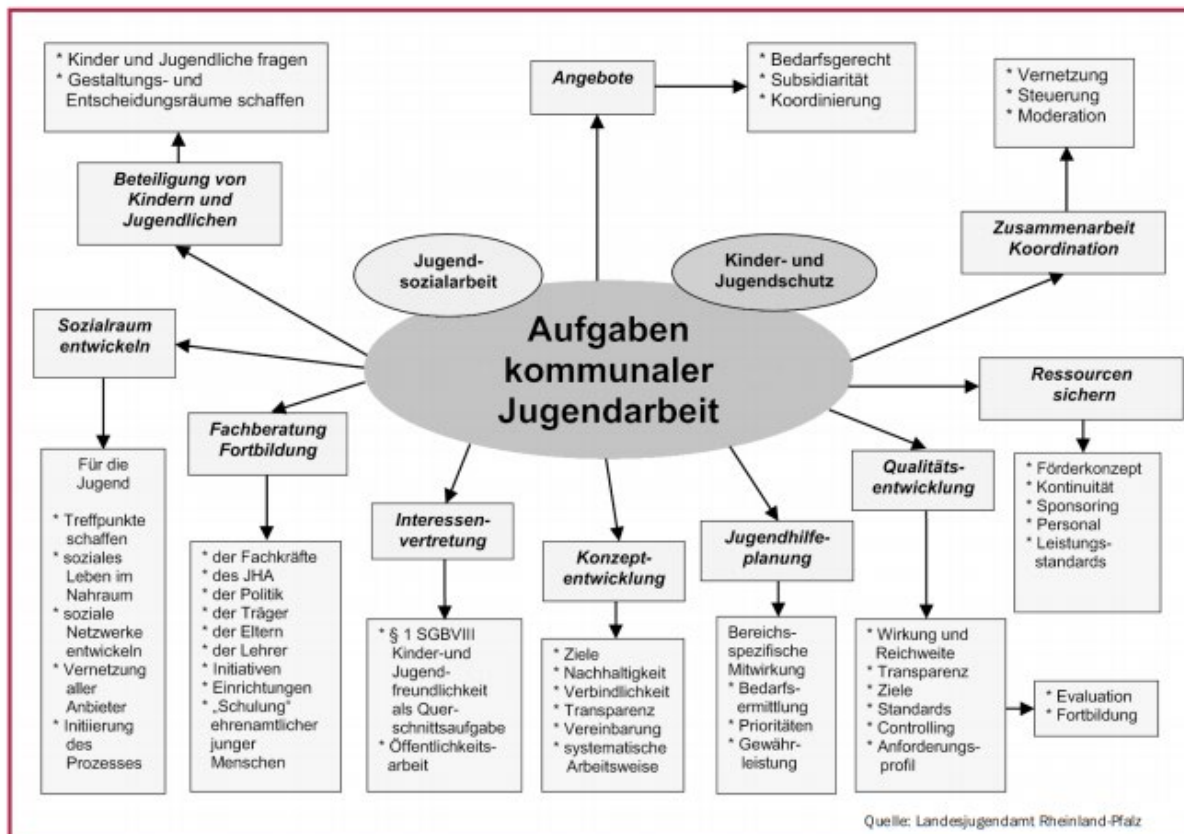 * Kinder und Jugendliche fragen
* Gestaltungs- und
Entscheidungsräume schaffen
Beteiligung von
Kindern und
Jugendlichen
Angebote
* Bedarfsgerecht
* Subsidiarität
* Koordinierung
* Vernetzung
* Steuerung
* Moderation
Zusammenarbeit
Koordination
Jugend-
sozialarbeit
Kinder- und
Jugendschutz
Aufgaben
kommunaler
Jugendarbeit
Sozialraum
entwickeln
Für die
Jugend
* Treffpunkte
schaffen
* soziales
Leben im
Nahraum
* soziale
Netzwerke
entwickeln
* Vernetzung
aller
Anbieter
* Initiierung
des
Prozesses
Fachberatung
Fortbildung
* der Fachkräfte
* des JHA
* der Politik
* der Träger
* der Eltern
* der Lehrer
* Initiativen
* Einrichtungen
* „Schulung"
ehrenamtlicher
junger
Menschen
Interessen-
vertretung
* § 1 SGBVIII
Kinder-und
Jugend-
freundlichkeit
als Quer-
schnittsaufgabe
* Öffentlichkeits-
arbeit
Konzept-
entwicklung
* Ziele
* Nachhaltigkeit
* Verbindlichkeit
* Transparenz
* Vereinbarung
* systematische
Arbeitsweise
Jugendhilfe-
planung
Bereichs-
spezifische
Mitwirkung
* Bedarfs-
ermittlung
* Prioritäten
* Gewähr-
leistung
Qualitäts-
entwicklung
* Wirkung und
Reichweite
* Transparenz
* Ziele
* Standards
* Controlling
* Anforderungs-
profil
* Evaluation
* Fortbildung
Ressourcen
sichern
* Förderkonzept
* Kontinuität
* Sponsoring
* Personal
* Leistungs-
standards
Quelle: Landesjugendamt Rheinland-Pfalz